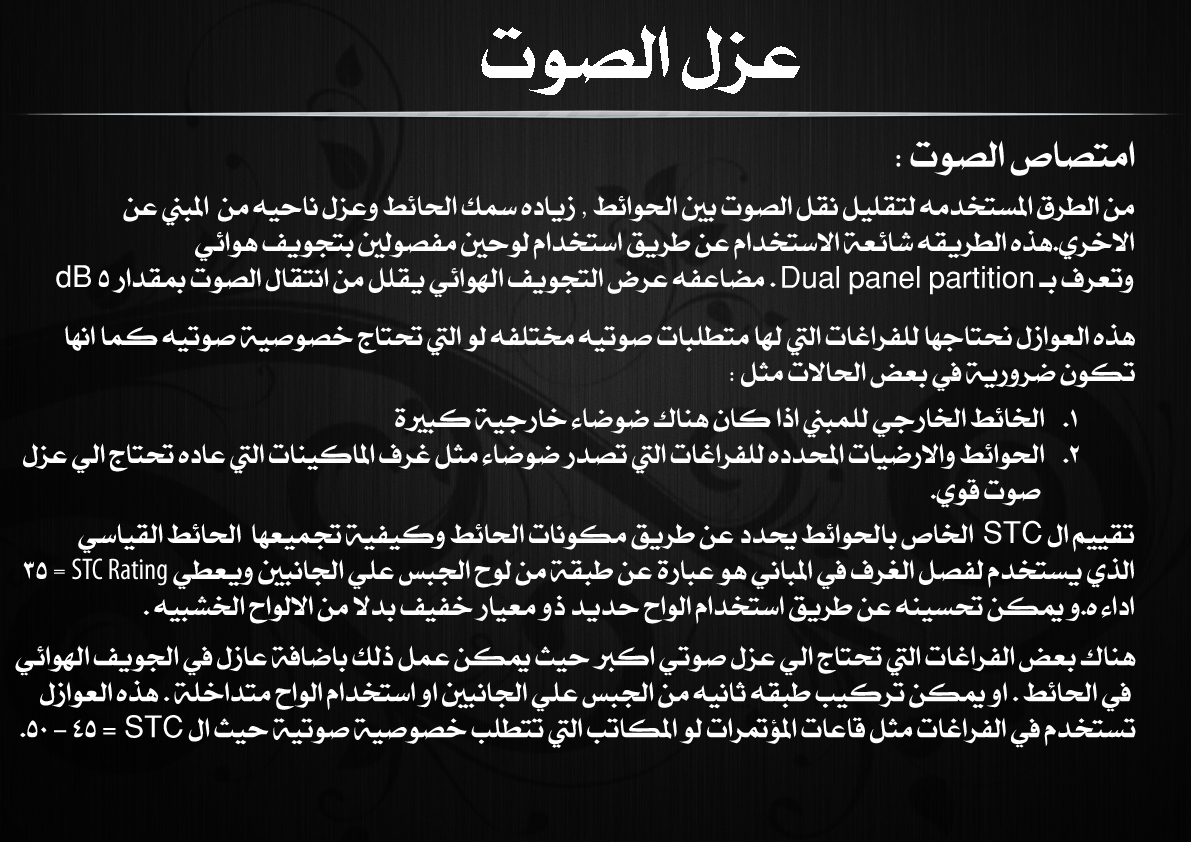 عزل الصوت
امتصاص الصوت :
من الطرق المستخدمه لتقليل نقل الصوت بين الحوائط , زياده سمك الحائط وعزل ناحيه من المبني عن
الاخري.هذه الطريقه شائعة الاستخدام عن طريق استخدام لوحين مفصولين بتجويف هوائي
وتعرف بـ Dual panel partition . مضاعفه عرض التجويف الهوائي يقلل من انتقال الصوت بمقدار ٥ dB
هذه العوازل نحتاجها للفراغات التي لها متطلبات صوتيه مختلفه لو التي تحتاج خصوصية صوتيه كما انها
تكون ضرورية في بعض الحالات مثل :
١. الخائط الخارجي للمبني اذا كان هناك ضوضاء خارجية كبيرة
٢. الحوائط والارضيات المحدده للفراغات التي تصدر ضوضاء مثل غرف الماكينات التي عاده تحتاج الي عزل
صوت قوي.
تقييم ال STC الخاص بالحوائط يحدد عن طريق مكونات الحائط وكيفية تجميعها الحائط القياسي
الذي يستخدم لفصل الغرف في المباني هو عبارة عن طبقة من لوح الجبس علي الجانبين ويعطي STC Rating = ٣٥
اداء ه.و يمكن تحسينه عن طريق استخدام الواح حديد ذو معيار خفيف بدلا من الالواح الخشبيه .
هناك بعض الفراغات التي تحتاج الي عزل صوتي اكبر حيث يمكن عمل ذلك باضافة عازل في الجويف الهوائي
في الحائط . او يمكن تركيب طبقه ثانيه من الجبس علي الجانبين او استخدام الواح متداخلة . هذه العوازل
تستخدم في الفراغات مثل قاعات المؤتمرات لو المكاتب التي تتطلب خصوصية صوتية حيث ال STC = ٤٥ – ٥٠.